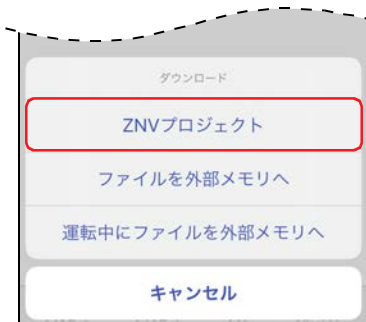 ダウンロード
ZNVプロジェクト
ファイルを外部メモリへ
運転中にファイルを外部メモリへ
キャンセル